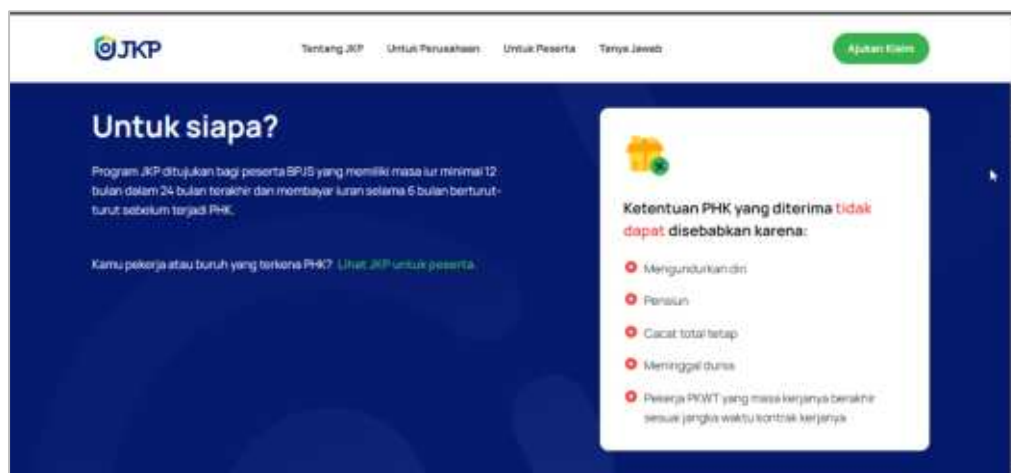 JKP
Tentang JKP Untuk Perusahaan Untuk Peserta Tanya Jawab
Ajukan Klaim
Untuk siapa?
Program JKP ditujukan bagi peserta BPJS yang memiliki masa iur minimal 12
bulan dalam 24 bulan terakhir dan membayar iuran selama 6 bulan berturut-
turut sebelum terjadi PHK.
Kamu pekerja atau buruh yang terkena PHK? Lihat JKP untuk peserta
Ketentuan PHK yang diterima tidak
dapat disebabkan karena:
Mengundurkan diri
Pensiun
Cacat total tetap
Meninggal dunia
Pekerja PKWT yang masa kerjanya berakhir
sesuai jangka waktu kontrak kerjanya